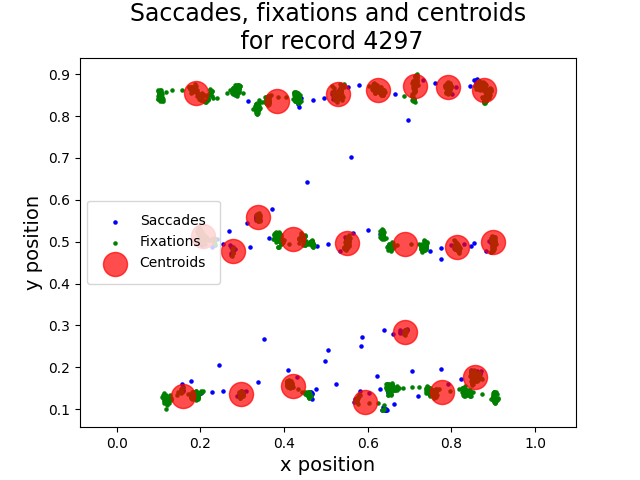 Saccades, fixations and centroids
for record 4297
y position
0.9
0.8
0.7
0.6
0.5
0.4
0.3
0.2
0.1
Saccades
Fixations
Centroids
0.0 0.2 0.4 0.6 0.8 1.0
x position